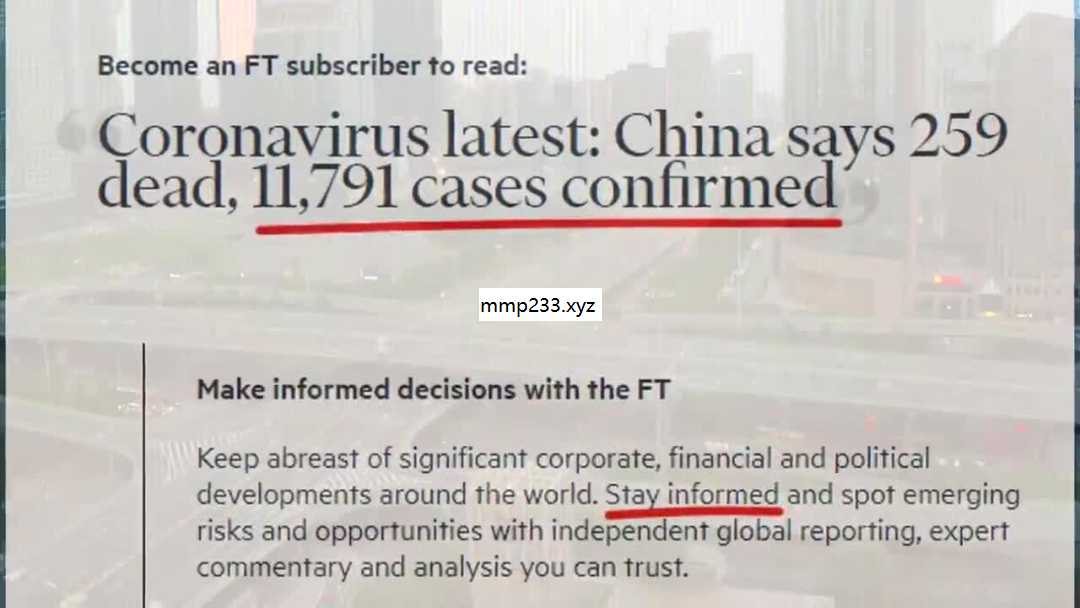 Become an FT subscriber to read:
Coronavirus latest: China says 259
dead, 11,791 cases confirmed
mmp233.xyz
Make informed decisions with the FT
Keep abreast of significant corporate, financial and political
developments around the world. Stay informed and spot emerging
risks and opportunities with independent global reporting, expert
commentary and analysis you can trust.